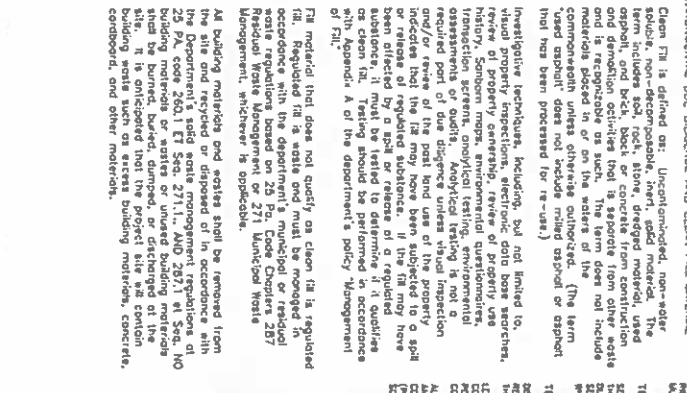 Clean Fill is defined as: Uncontaminated, non-water
soluble, non-decomposable, inert, solid material. The
term includes soil, rock, stone, dredged material, used
asphalt, and brick, block or concrete from construction
and demolition activities that is separate from other waste
and is recognizable as such. The term does not include
materials placed in or on the waters of the
commonwealth unless otherwise authorized. (The term
"used asphalt" does not include milled asphalt or asphalt
that has been processed for re-use.)
Investigative techniques, including, but not limited to,
visual property inspections, electronic data base searches,
review of property ownership, review of property use
history, Sanborn maps, environmental questionnaires,
transaction screens, analytical testing, environmental
assessments or audits. Analytical testing is not a
required part of due diligence unless visual inspection
and/or review of the past land use of the property
indicates that the fill may have been subjected to a spill
or release of regulated substance. If the fill may have
been affected by a spill or release of a regulated
substance, it must be tested to determine if it qualifies
as clean fill. Testing should be performed in accordance
with Appendix A of the department's policy "Management
of Fill."
Fill material that does not qualify as clean fill is regulated
fill. Regulated fill is waste and must be managed in
accordance with the department's municipal or residual
waste regulations based on 25 Pa. Code Chapters 287
Residual Waste Management or 271 Municipal Waste
Management, whichever is applicable.
All building materials and wastes shall be removed from
the site and recycled or disposed of in accordance with
the Department's solid waste management regulations at
25 PA. code 260.1 ET Seq. 271.1., AND 287.1 et Seq. NO
building materials or wastes or unused building materials
shall be burned, buried, dumped, or discharged at the
site. It is anticipated that the project site will contain
building waste such as excess building materials, concrete,
cardboard, and other materials.